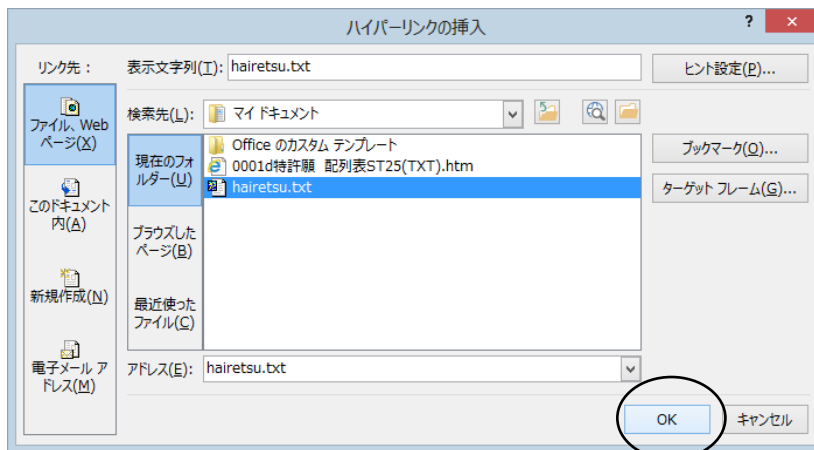 ハイパーリンクの挿入
?
×
リンク先：
表示文字列(T): hairetsu.txt
ヒント設定(P)...
ファイル、Web
ページ(X)
検索先(L): マイ ドキュメント
現在のフォ
ルダー(U)
Office のカスタム テンプレート
0001d特許願 配列表ST25(TXT).htm
hairetsu.txt
ブックマーク(O)...
ターゲット フレーム(G)...
このドキュメント
内(A)
ブラウズした
ページ(B)
新規作成(N)
最近使った
ファイル(C)
電子メール ア
ドレス(M)
アドレス(E): hairetsu.txt
OK
キャンセル